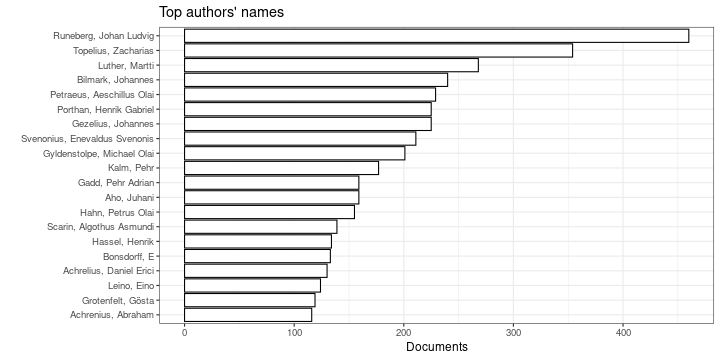 Top authors' names
Runeberg, Johan Ludvig
Topelius, Zacharias
Luther, Martti
Bilmark, Johannes
Petraeus, Aeschillus Olai
Porthan, Henrik Gabriel
Gezelius, Johannes
Svenonius, Enevaldus Svenonis
Gyldenstolpe, Michael Olai
Kalm, Pehr
Gadd, Pehr Adrian
Aho, Juhani
Hahn, Petrus Olai
Scarin, Algothus Asmundi
Hassel, Henrik
Bonsdorff, E
Achrelius, Daniel Erici
Leino, Eino
Grotenfelt, Gösta
Achrenius, Abraham
0 100 200 300 400
Documents